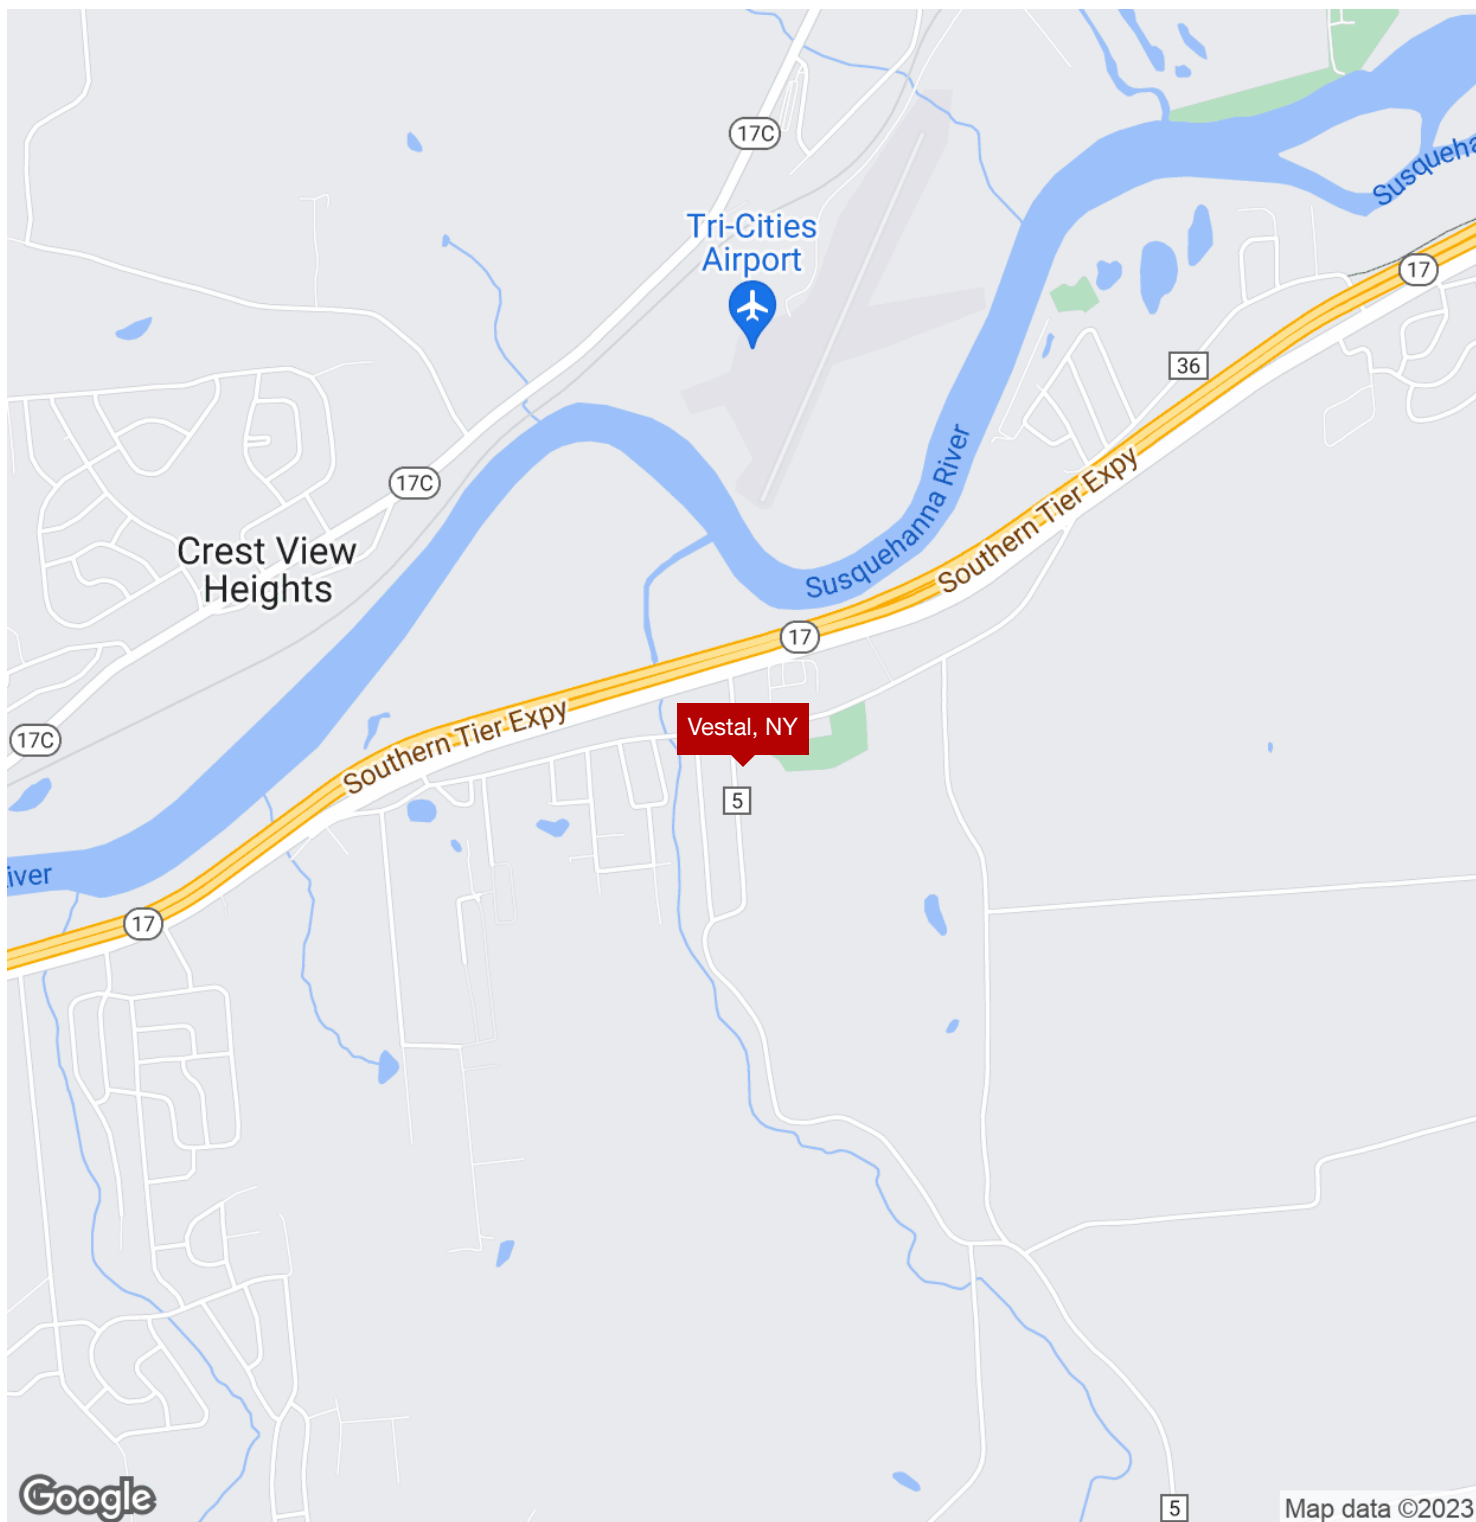 17C
Tri-Cities
Airport
Susqueha
17
36
Susquehanna River
Southern Tier Expy
17C
Crest View
Heights
17
Vestal, NY
Southern Tier Expy
17C
5
iver
17
Google
5
Map data ©2023